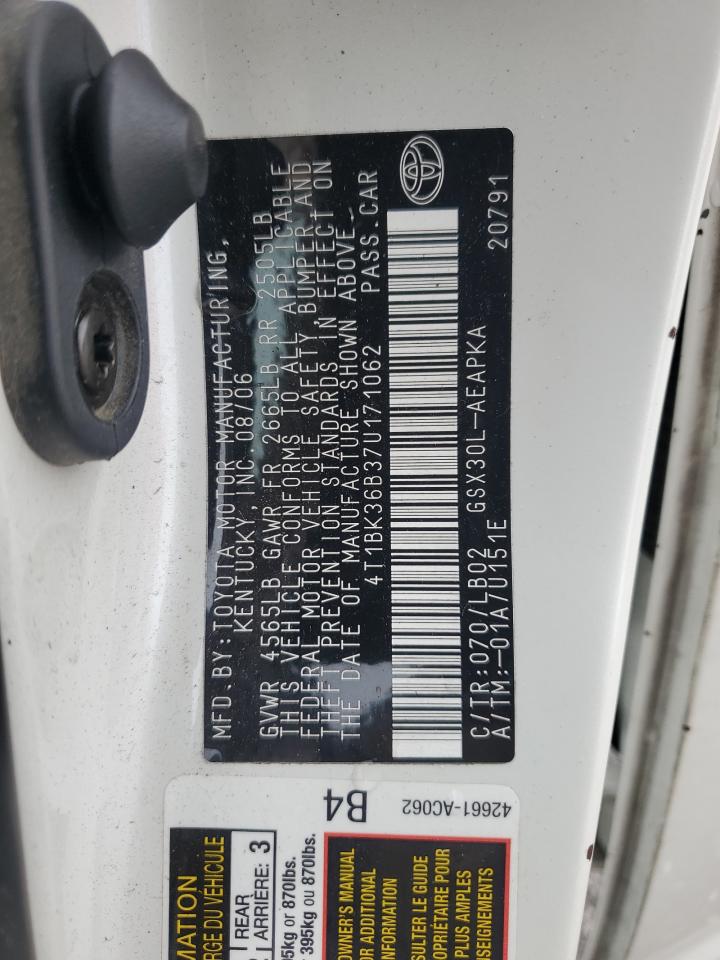 MFD. BY: TOYOTA MOTOR MANUFACTURING,
KENTUCKY, INC. 08/06
GVWR 4565LB GAWR FR 2665LB RR 2505LB
THIS VEHICLE CONFORMS TO ALL APPLICABLE
FEDERAL MOTOR VEHICLE SAFETY, BUMPER, AND
THEFT PREVENTION STANDARDS IN EFFECT ON
THE DATE OF MANUFACTURE SHOWN ABOVE.
4T1BK36B37U171062 PASS. CAR
C/TR:070/LB02 GSX30L-AEAPKA
A/TM:-01A/U151E 20791
B4
42661-AC062
MATION
RGE DU VÉHICULE
REAR
ARRIÈRE: 3
95kg or 870lbs.
395kg ou 870lbs.
OWNER'S MANUAL
OR ADDITIONAL
INFORMATION
SULTER LE GUIDE
ROPRIÉTAIRE POUR
PLUS AMPLES
SEIGNEMENTS